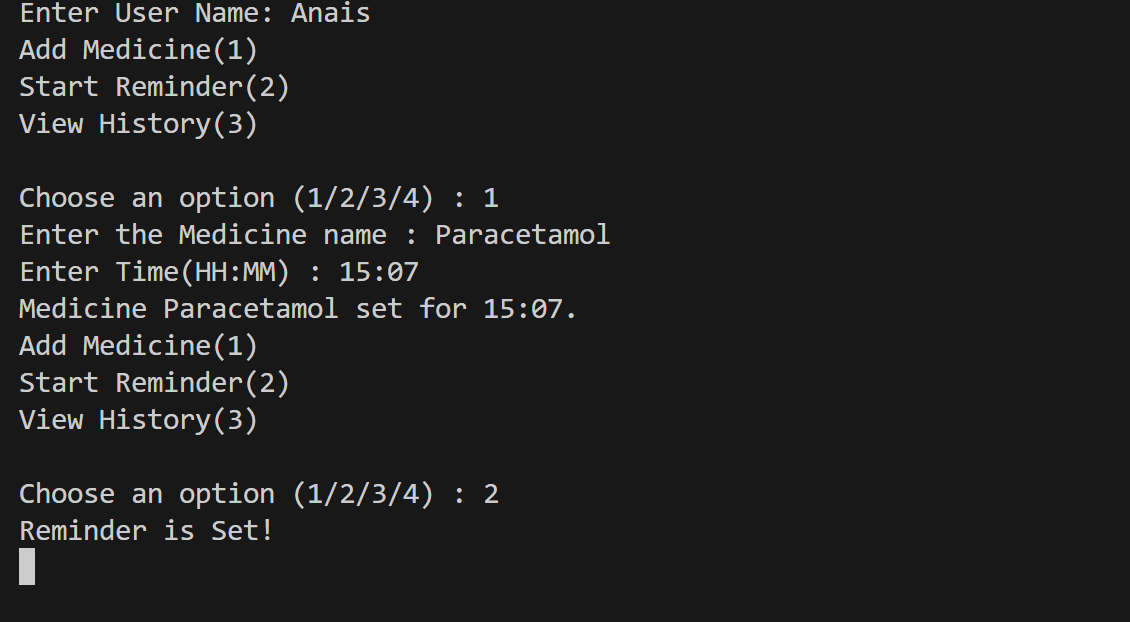 Enter User Name: Anais
Add Medicine(1)
Start Reminder(2)
View History(3)
Choose an option (1/2/3/4) : 1
Enter the Medicine name : Paracetamol
Enter Time(HH:MM) : 15:07
Medicine Paracetamol set for 15:07.
Add Medicine(1)
Start Reminder(2)
View History(3)
Choose an option (1/2/3/4) : 2
Reminder is Set!